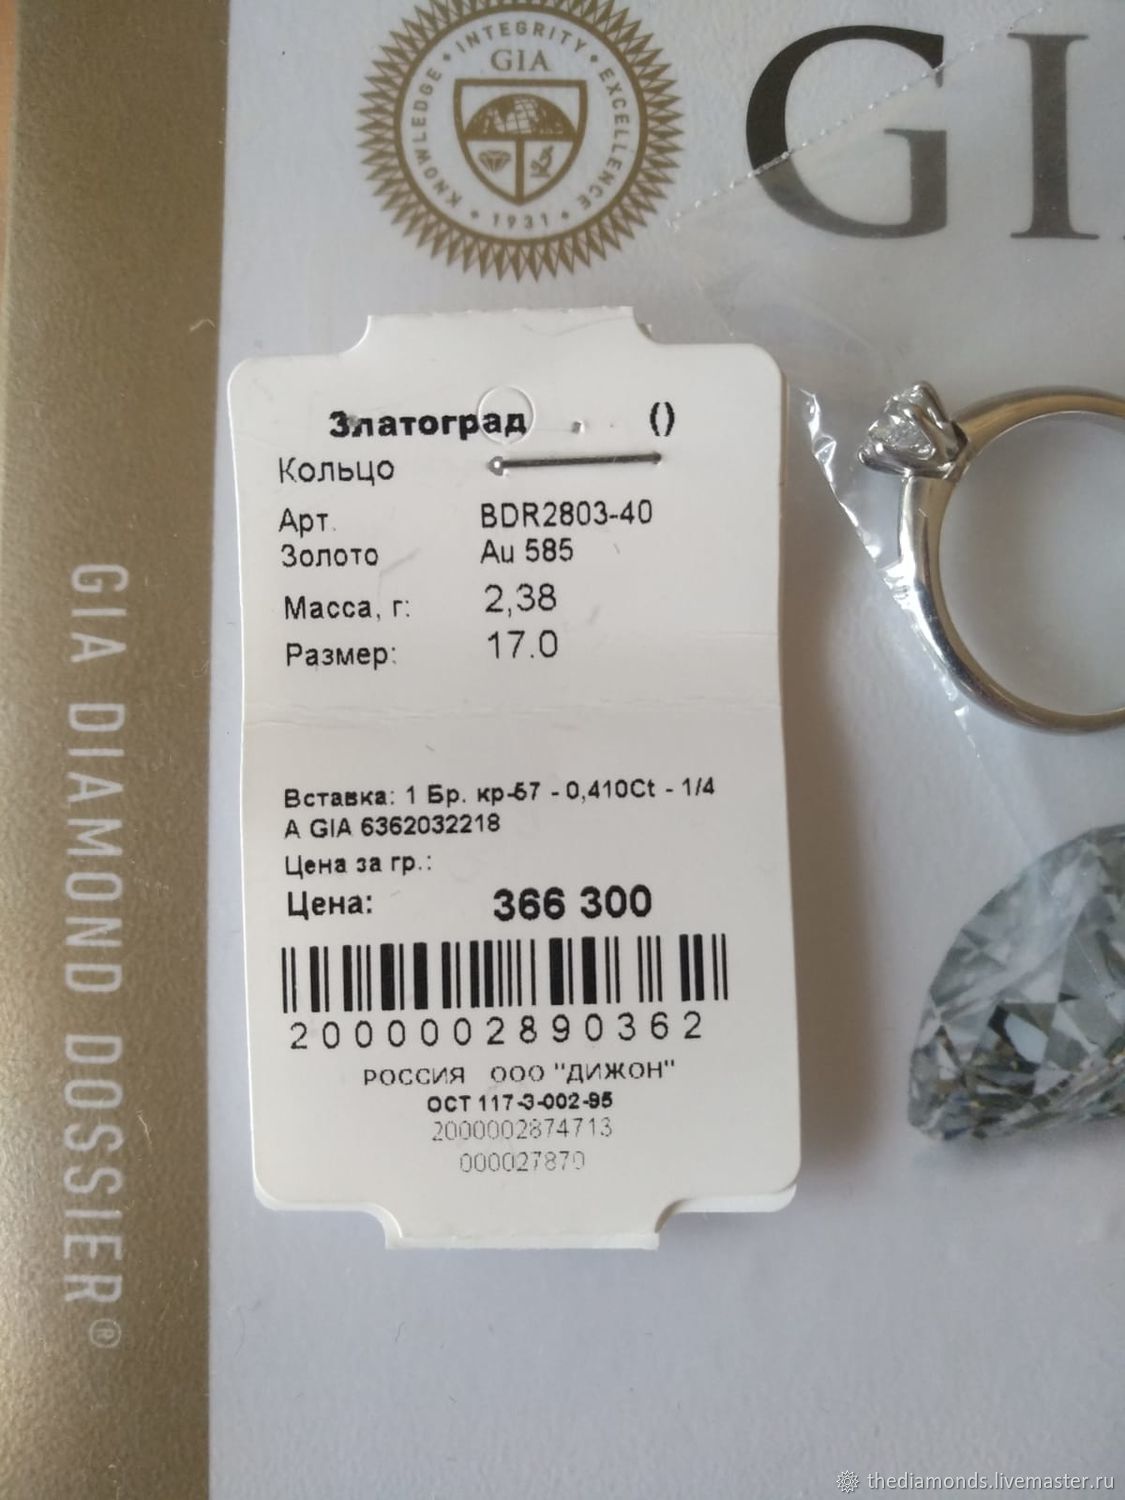 KNOWLEDGE • INTEGRITY • EXCELLENCE • 1931 •
GIA
GI
Златоград ()
Кольцо
Арт. BDR2803-40
Золото Au 585
Масса, г: 2,38
Размер: 17.0
Вставка: 1 Бр. кр-57 - 0,410Ct - 1/4
А GIA 6362032218
Цена за гр.:
Цена: 366 300
2000002890362
РОССИЯ ООО "ДИЖОН"
ОСТ 117-3-002-95
2000002874713
000027870
GIA DIAMOND DOSSIER®
thediamonds.livemaster.ru